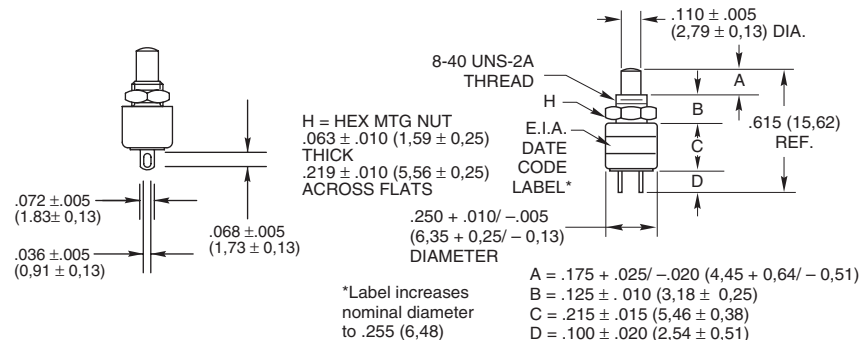 .110 ± .005
(2,79 ± 0,13) DIA.
8-40 UNS-2A
THREAD
A
H
B
H = HEX MTG NUT
.063 ± .010 (1,59 ± 0,25)
THICK
.219 ± .010 (5,56 ± 0,25)
ACROSS FLATS
E.I.A.
DATE
CODE
LABEL*
C
.615 (15,62)
REF.
D
.072 ±.005
(1.83± 0,13)
.068 ±.005
(1,73 ± 0,13)
.036 ±.005
(0,91 ± 0,13)
.250 + .010/ –.005
(6,35 + 0,25/ – 0,13)
DIAMETER
*Label increases
nominal diameter
to .255 (6,48)
A = .175 + .025/ –.020 (4,45 + 0,64/ – 0,51)
B = .125 ± . 010 (3,18 ± 0,25)
C = .215 ± .015 (5,46 ± 0,38)
D = .100 ± .020 (2,54 ± 0,51)